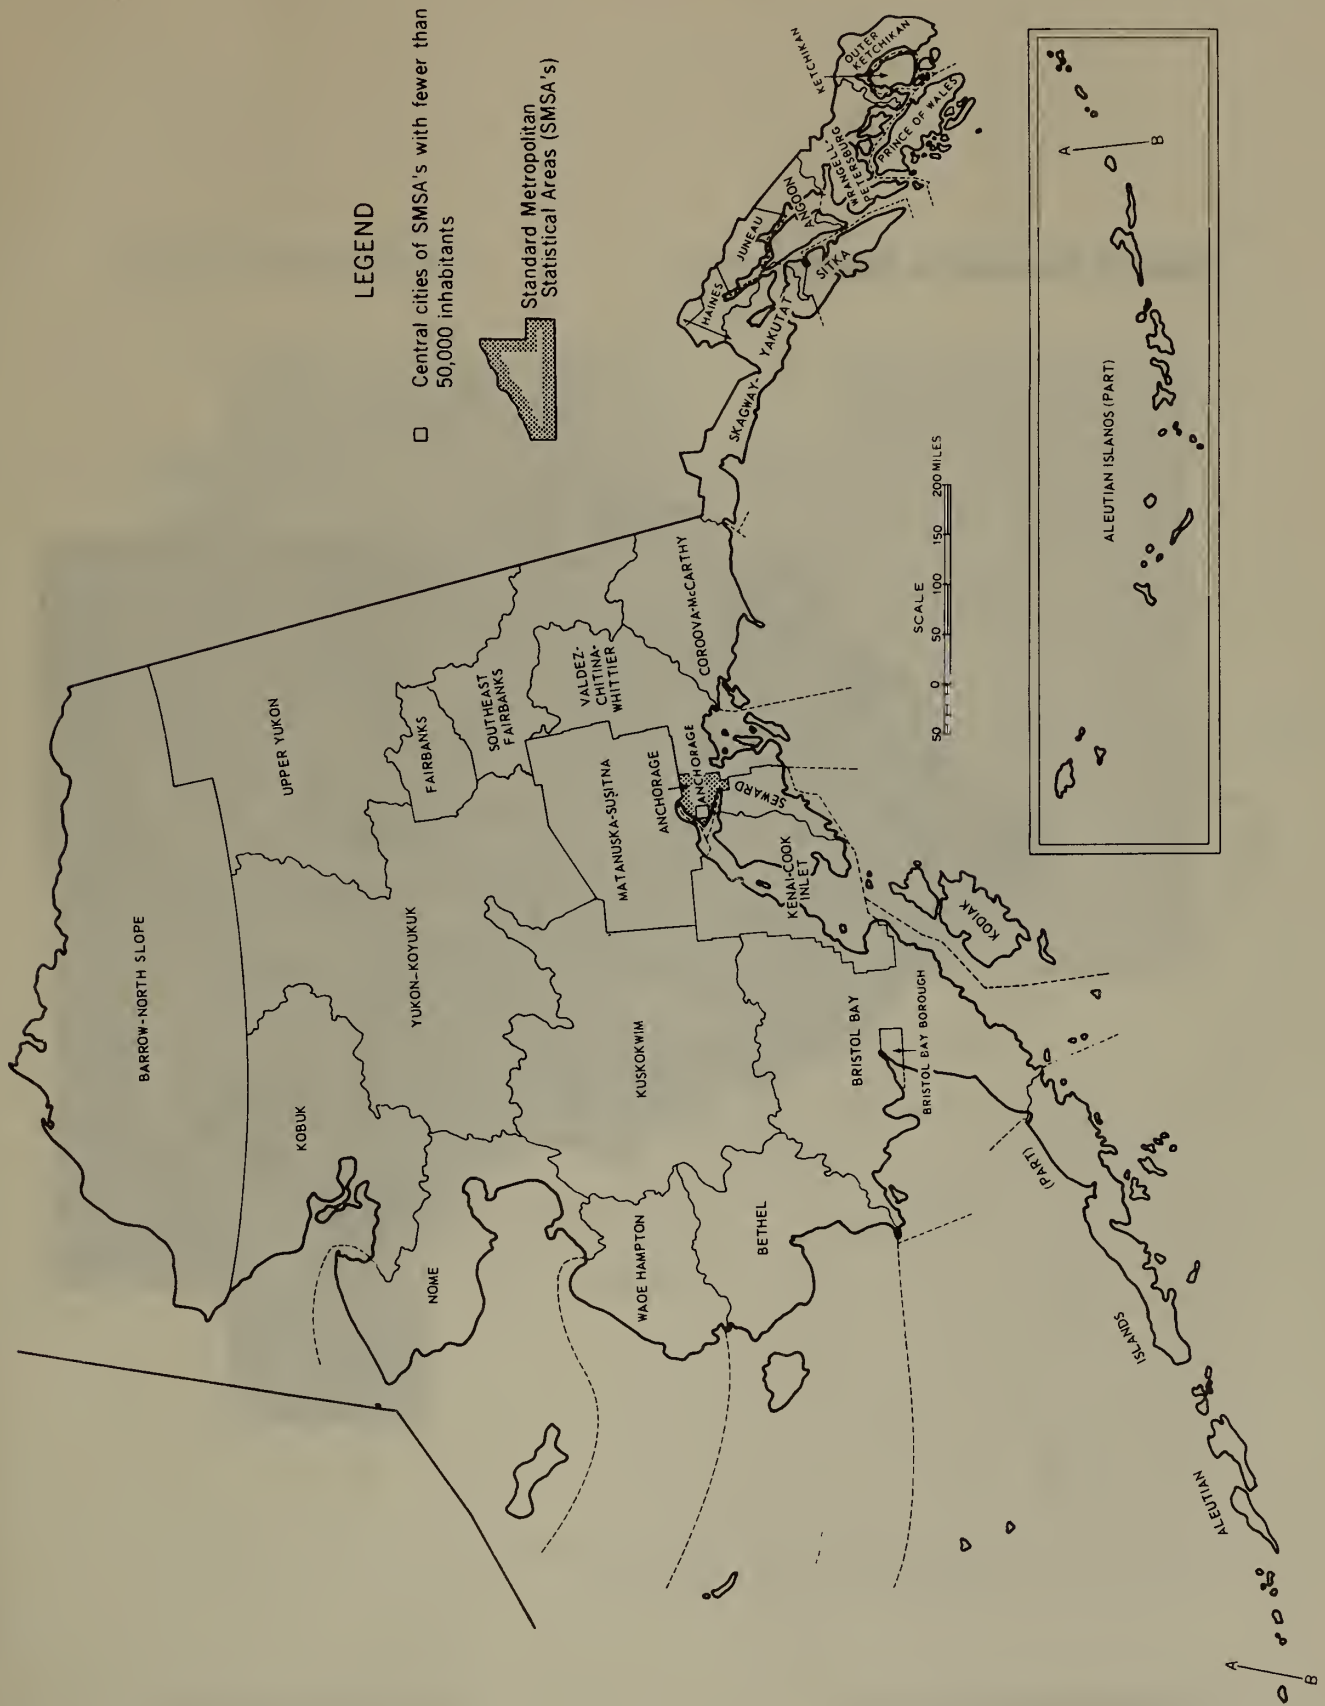 LEGEND
Central cities of SMSA's with fewer than
50,000 inhabitants
Standard Metropolitan
Statistical Areas (SMSA's)
BARROW-NORTH SLOPE
KOBUK
UPPER YUKON
NOME
YUKON-KOYUKUK
FAIRBANKS
SOUTHEAST
FAIRBANKS
WAOE HAMPTON
KUSKOKWIM
MATANUSKA-SUSITNA
VALDEZ-
CHITINA-
WHITTIER
ANCHORAGE
ANCHORAGE
COROOVA-McCARTHY
BETHEL
BRISTOL BAY
BRISTOL BAY BOROUGH
KENAI-COOK
INLET
SEWARD
KODIAK
SKAGWAY-
YAKUTAT
HAINES
JUNEAU
ANGOON
SITKA
WRANGELL-
PETERSBURG
PRINCE OF WALES
KETCHIKAN
OUTER
KETCHIKAN
ALEUTIAN
ISLANDS
(PART)
A
B
SCALE
50 0 50 100 150 200 MILES
ALEUTIAN ISLANOS (PART)
A
B